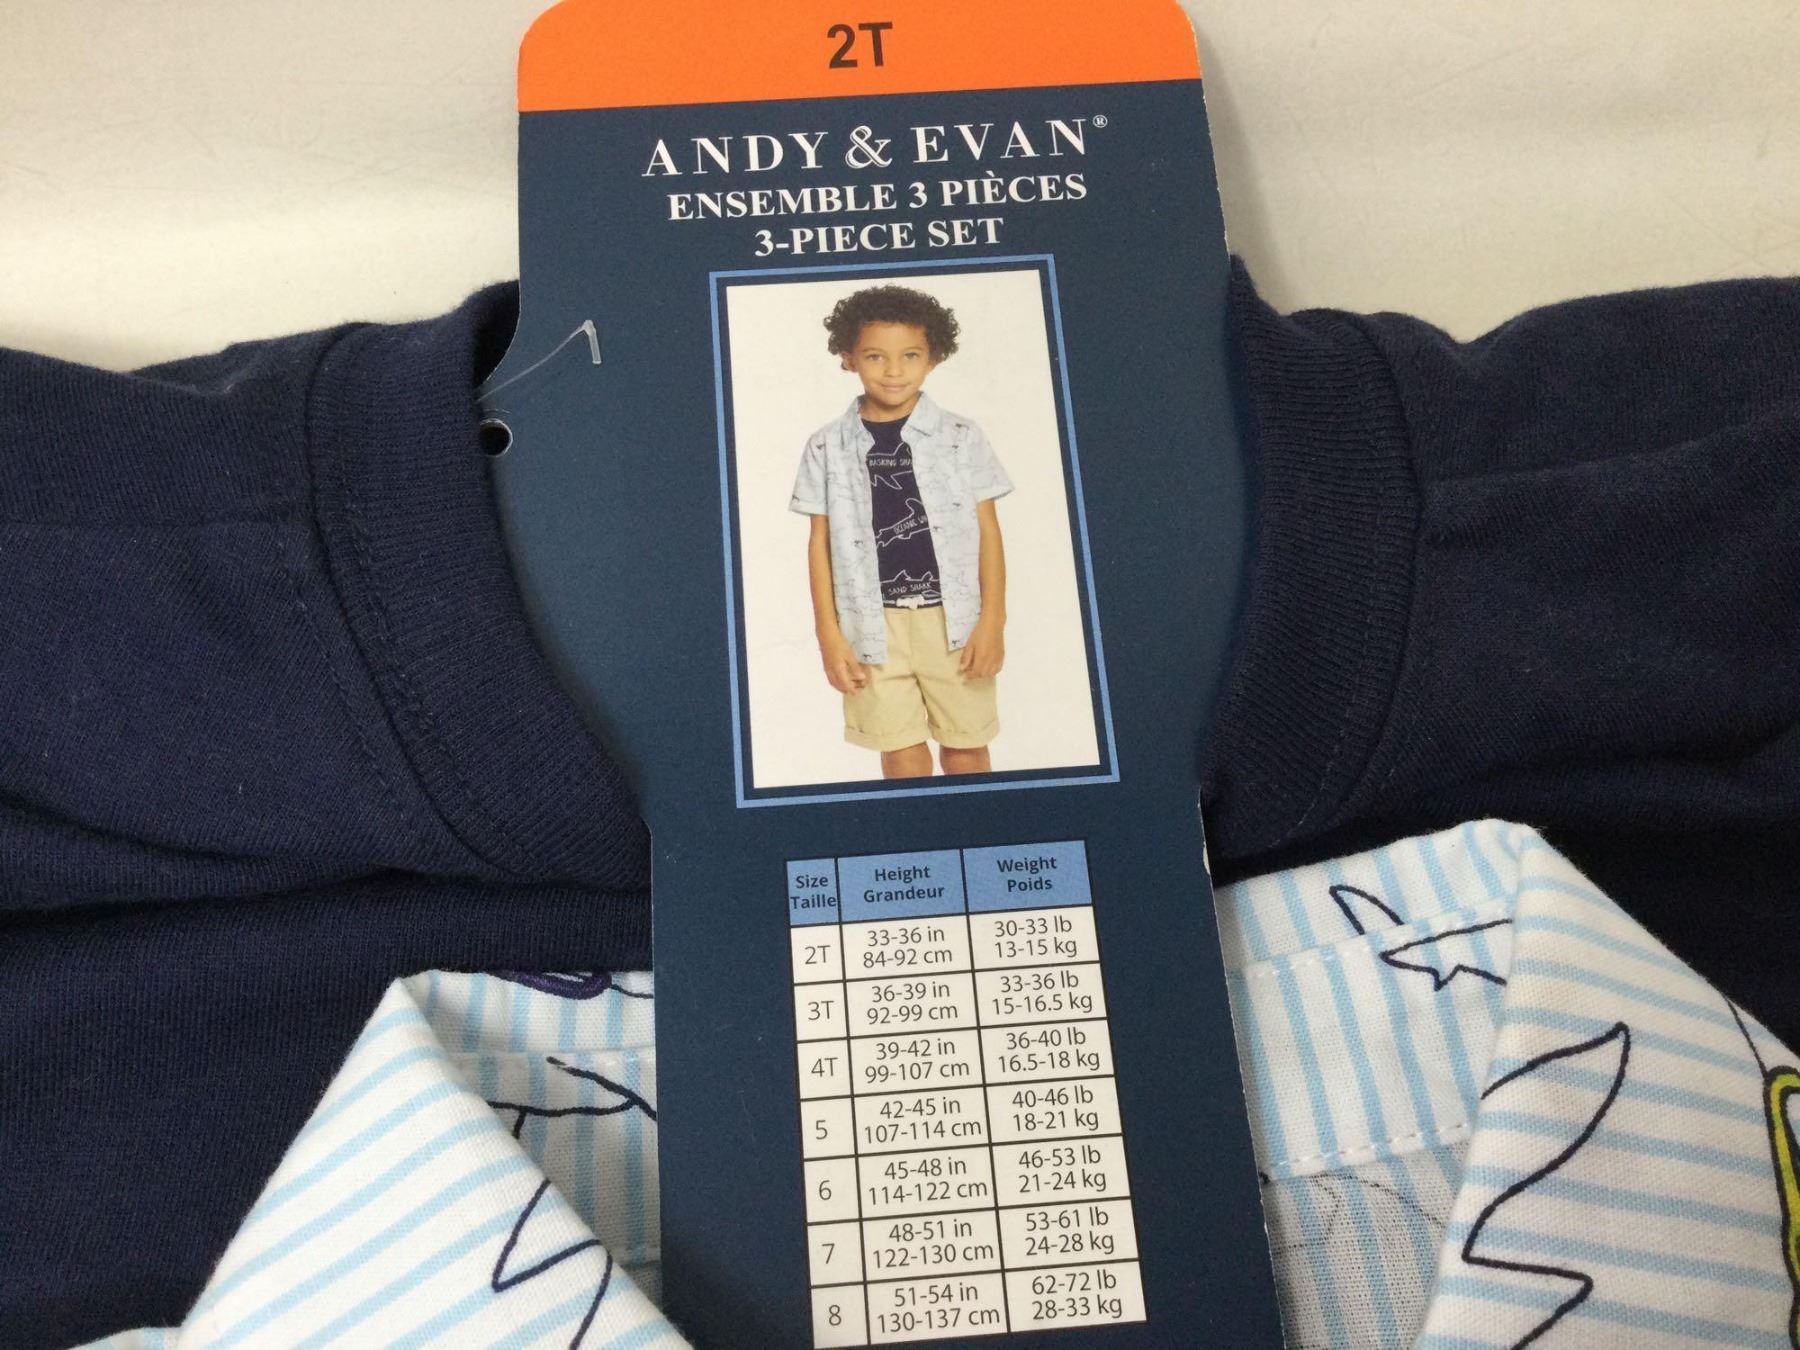 2T
ANDY & EVAN®
ENSEMBLE 3 PIÈCES
3-PIECE SET
BASKING SHA
OCEANIC
SAND SHARK
Size Height Weight
Taille Grandeur Poids
2T 33-36 in 30-33 lb
84-92 cm 13-15 kg
3T 36-39 in 33-36 lb
92-99 cm 15-16.5 kg
4T 39-42 in 36-40 lb
99-107 cm 16.5-18 kg
5 42-45 in 40-46 lb
107-114 cm 18-21 kg
6 45-48 in 46-53 lb
114-122 cm 21-24 kg
7 48-51 in 53-61 lb
122-130 cm 24-28 kg
8 51-54 in 62-72 lb
130-137 cm 28-33 kg